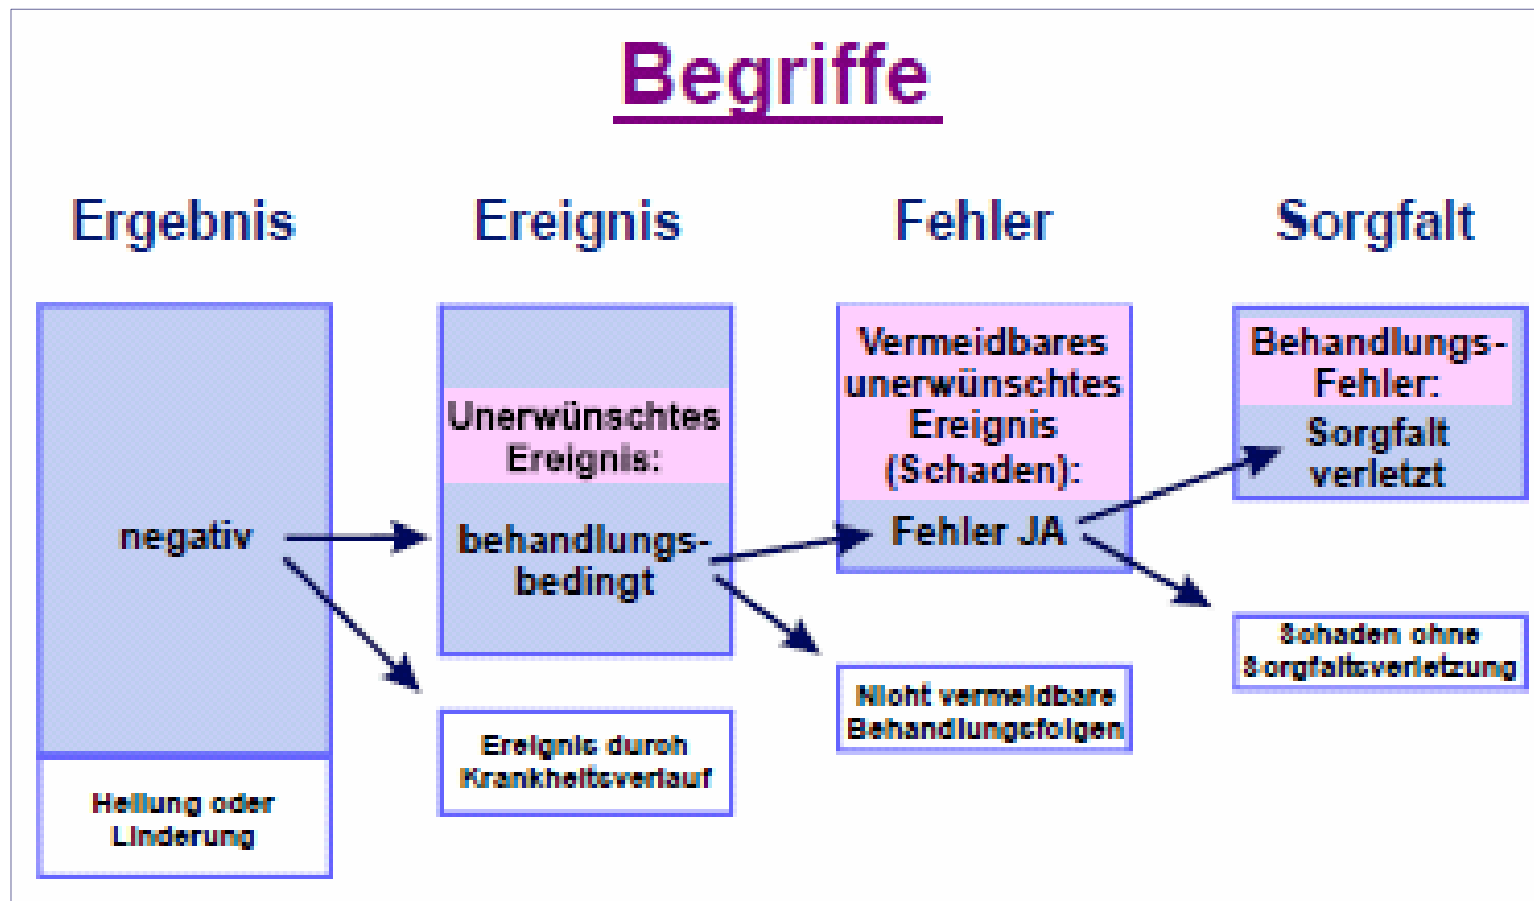 Begriffe
Ergebnis
Ereignis
Fehler
Sorgfalt
negativ
Heilung oder
Linderung
Unerwünschtes
Ereignis:
behandlungs-
bedingt
Ereignis durch
Krankheitsverlauf
Vermeidbares
unerwünschtes
Ereignis
(Schaden):
Fehler JA
Nicht vermeidbare
Behandlungsfolgen
Behandlungs-
Fehler:
Sorgfalt
verletzt
Schaden ohne
Sorgfaltsverletzung